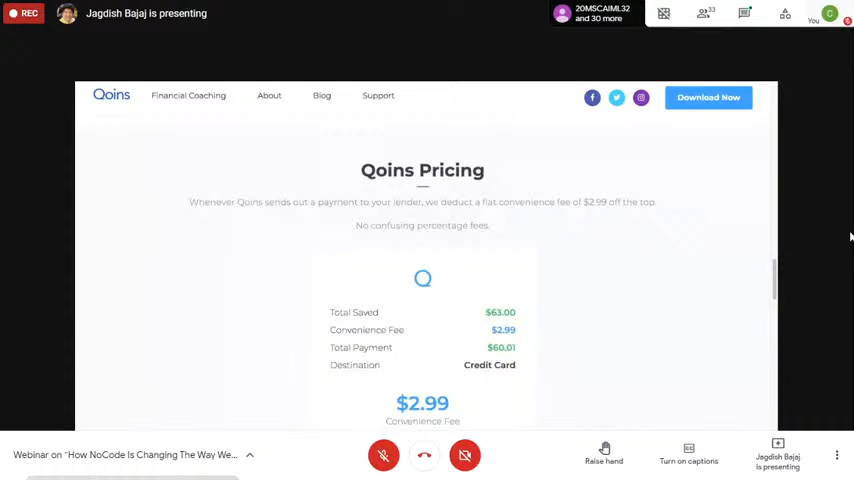 REC
Jagdish Bajaj is presenting
20MSCAIML32
and 30 more
33
You
C
Qoins
Financial Coaching
About
Blog
Support
Download Now
Qoins Pricing
Whenever Qoins sends out a payment to your lender, we deduct a flat convenience fee of $2.99 off the top.
No confusing percentage fees.
Total Saved $63.00
Convenience Fee $2.99
Total Payment $60.01
Destination Credit Card
$2.99
Convenience Fee
Webinar on "How NoCode Is Changing The Way We...
Raise hand
Turn on captions
Jagdish Bajaj
is presenting